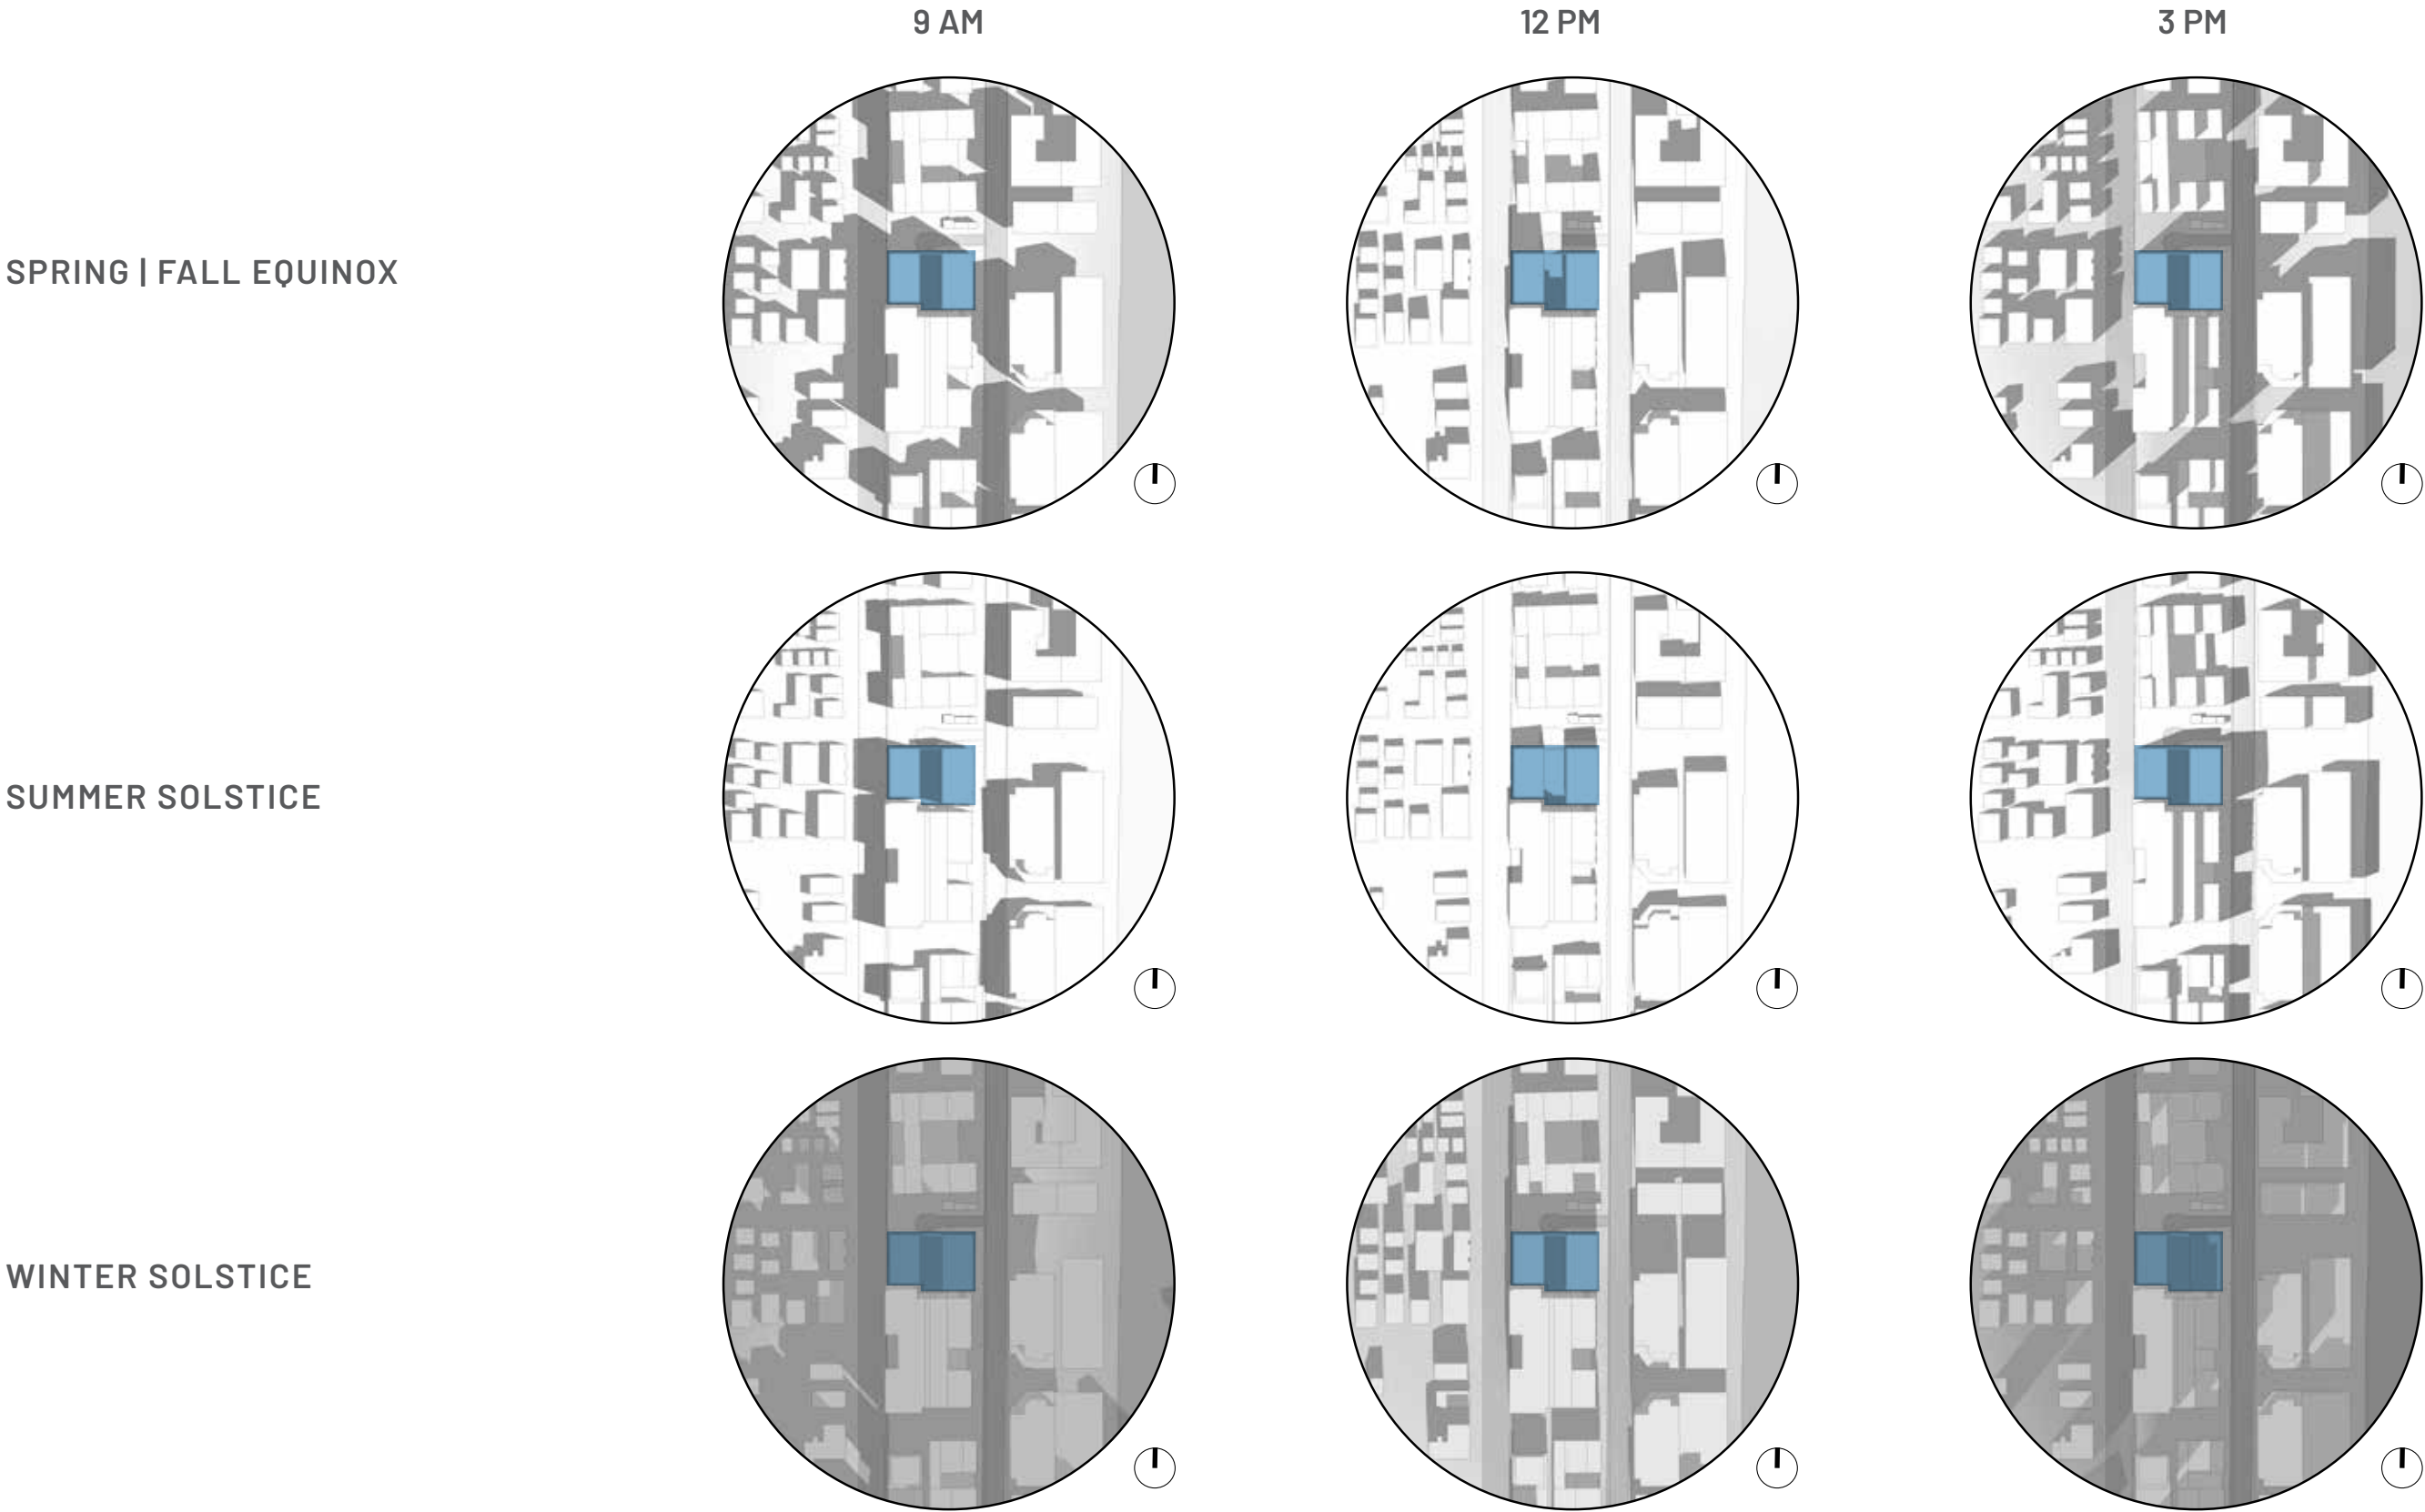 9 AM 12 PM 3 PM
SPRING | FALL EQUINOX
SUMMER SOLSTICE
WINTER SOLSTICE